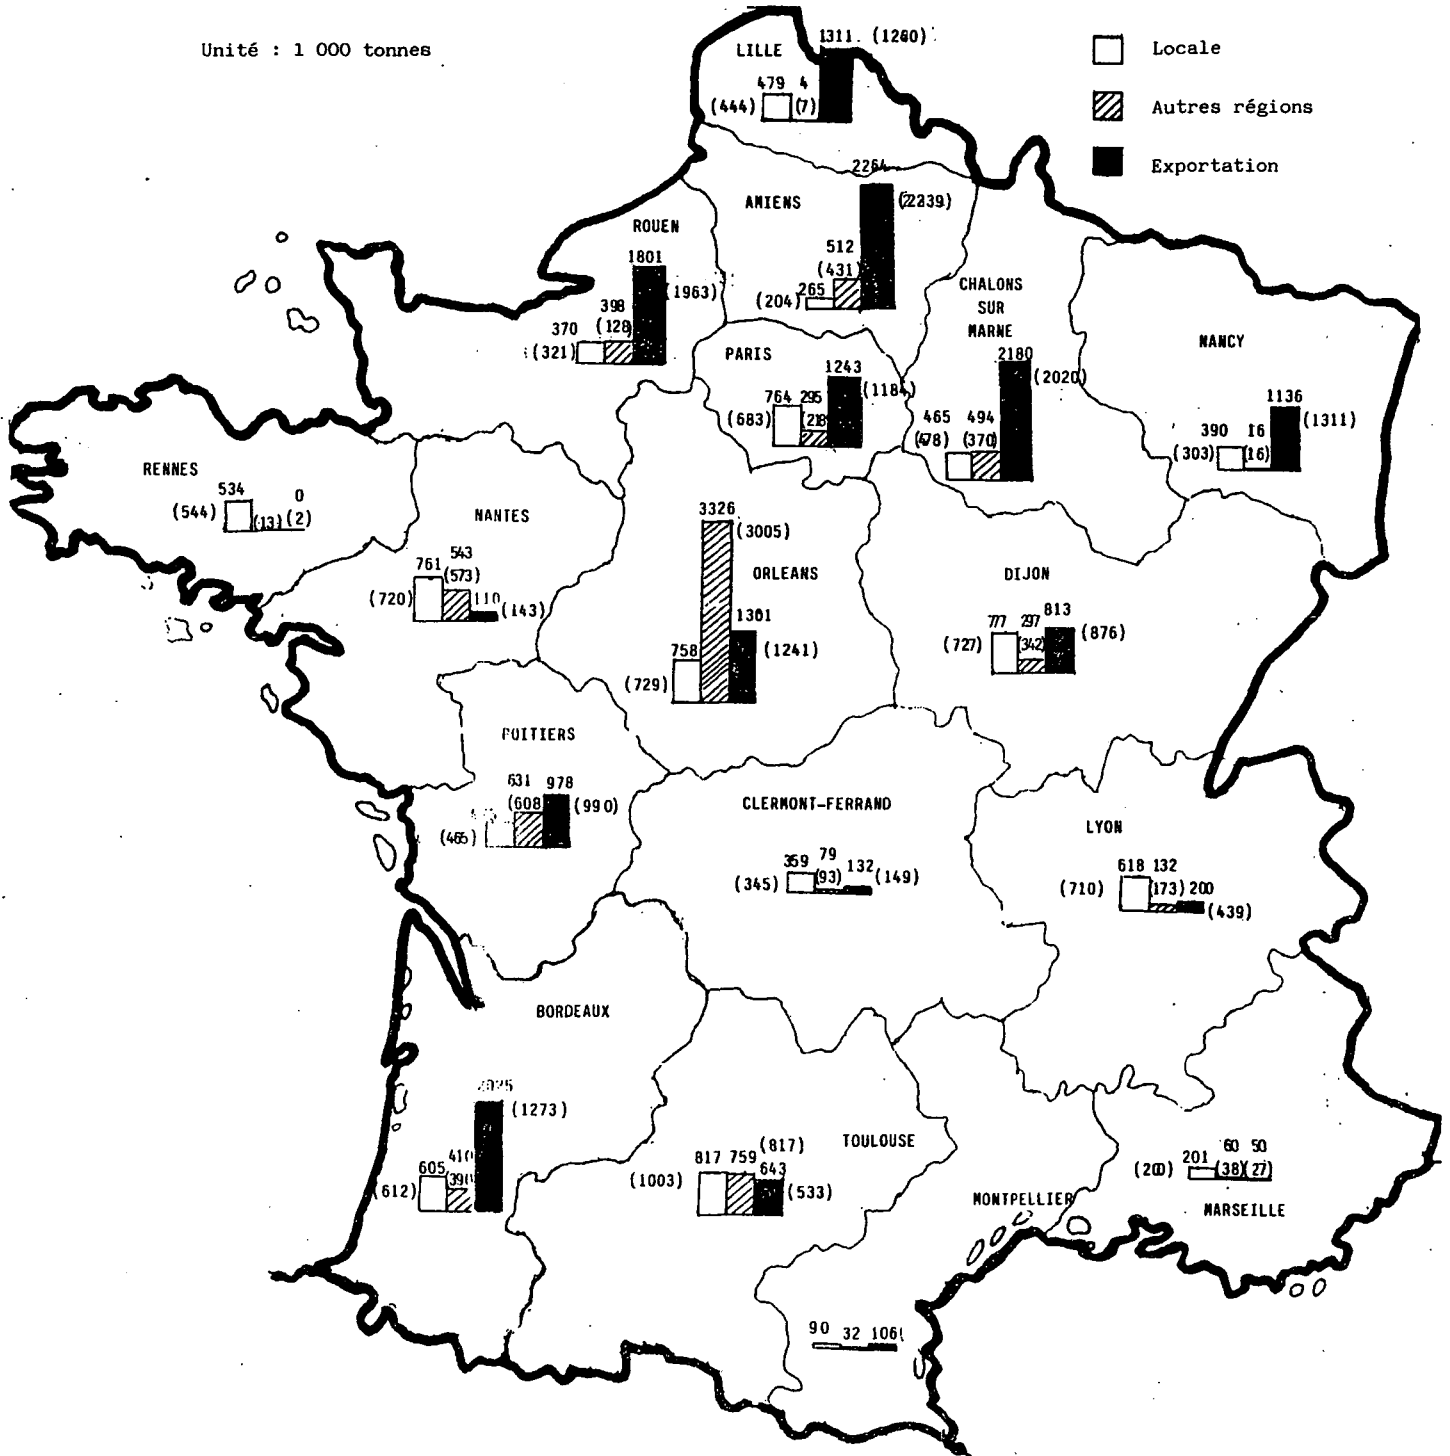 Unité : 1 000 tonnes
Locale
Autres régions
Exportation
LILLE
1311. (1260)
479 4
(444) (7)
AMIENS
2264
(2239)
512
(431)
265
(204)
ROUEN
1801
(1963)
398
(128)
370
(321)
CHALONS
SUR
MARNE
2180
(2020)
465 494
(478) (370)
PARIS
1243
(1184)
764 295
(683) (218)
NANCY
1136
(1311)
390 16
(303) (16)
RENNES
534 0
(544) (13) (2)
NANTES
543
761 (573)
110
(720) (143)
ORLEANS
3326
(3005)
1301
(1241)
758
(729)
DIJON
777 297 813
(727) (342) (876)
POITIERS
631 978
(608) (990)
(465)
CLERMONT-FERRAND
359 79 132
(345) (93) (149)
LYON
618 132
(710) (173) 200
(439)
BORDEAUX
(1273)
410
605
(612)
TOULOUSE
(817)
817 759 643
(1003) (533)
MONTPELLIER
90 32 106(
MARSEILLE
201 60 50
(200) (38)(27)